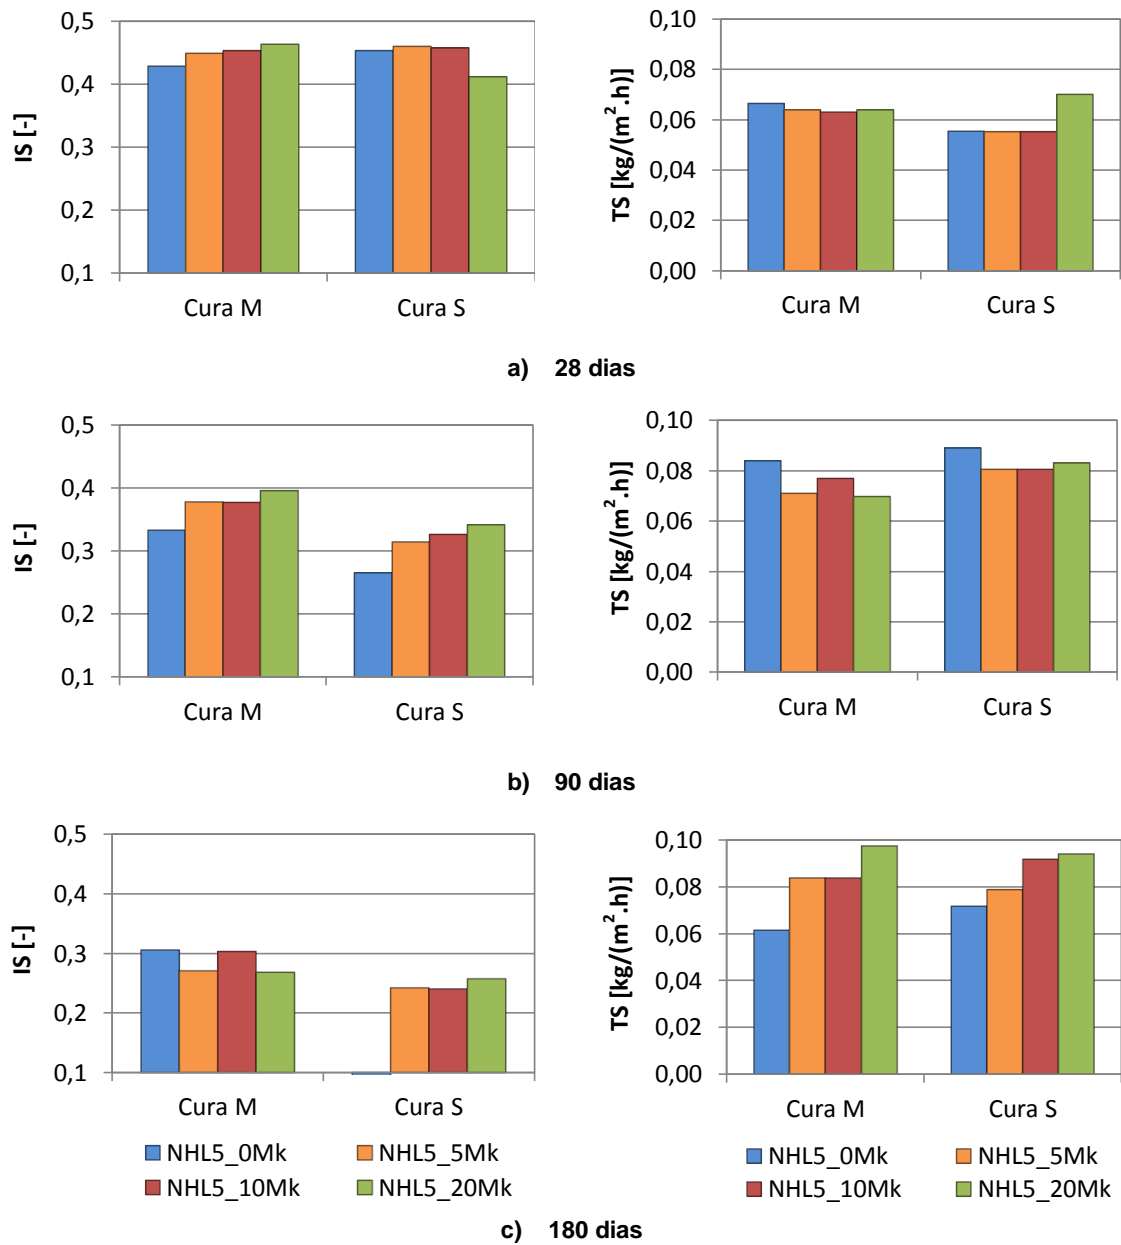 0,5
0,4
0,3
0,2
0,1
IS [-]
Cura M
Cura S
0,10
0,08
0,06
0,04
0,02
0,00
TS [kg/(m².h)]
Cura M
Cura S
a) 28 dias
0,5
0,4
0,3
0,2
0,1
IS [-]
Cura M
Cura S
0,10
0,08
0,06
0,04
0,02
0,00
TS [kg/(m².h)]
Cura M
Cura S
b) 90 dias
0,5
0,4
0,3
0,2
0,1
IS [-]
Cura M
Cura S
NHL5_0Mk
NHL5_5Mk
NHL5_10Mk
NHL5_20Mk
0,10
0,08
0,06
0,04
0,02
0,00
TS [kg/(m².h)]
Cura M
Cura S
NHL5_0Mk
NHL5_5Mk
NHL5_10Mk
NHL5_20Mk
c) 180 dias